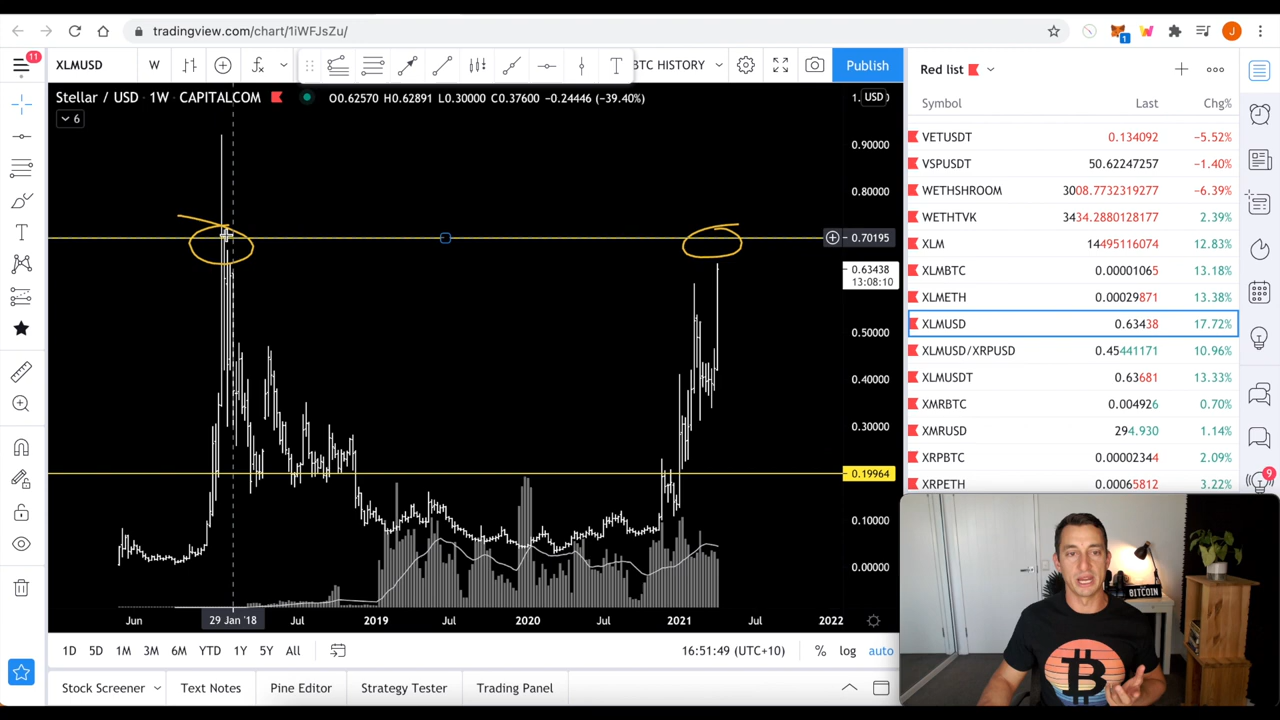 tradingview.com/chart/1iWFJsZu/
1
J
11
XLMUSD
W
BTC HISTORY
Publish
Red list
Stellar / USD · 1W · CAPITALCOM
O0.62570 H0.62891 L0.30000 C0.37600 −0.24446 (−39.40%)
USD
6
Symbol Last Chg%
VETUSDT 0.134092 −5.52%
VSPUSDT 50.62247257 −1.40%
WETHSHROOM 3008.7732319277 −6.39%
WETHTVK 3434.2880128177 2.39%
XLM 14495116074 12.83%
XLMBTC 0.00001065 13.18%
XLMETH 0.00029871 13.38%
XLMUSD 0.63438 17.72%
XLMUSD/XRPUSD 0.45441171 10.96%
XLMUSDT 0.63681 13.33%
XMRBTC 0.004926 0.70%
XMRUSD 294.930 1.14%
XRPBTC 0.00002344 2.09%
XRPETH 0.00065812 3.22%
9
0.90000
0.80000
0.70195
0.63438
13:08:10
0.50000
0.40000
0.30000
0.19964
0.10000
0.00000
Jun 29 Jan '18 Jul 2019 Jul 2020 Jul 2021 Jul 2022
1D 5D 1M 3M 6M YTD 1Y 5Y All
16:51:49 (UTC+10) % log auto
Stock Screener Text Notes Pine Editor Strategy Tester Trading Panel
BITCOIN